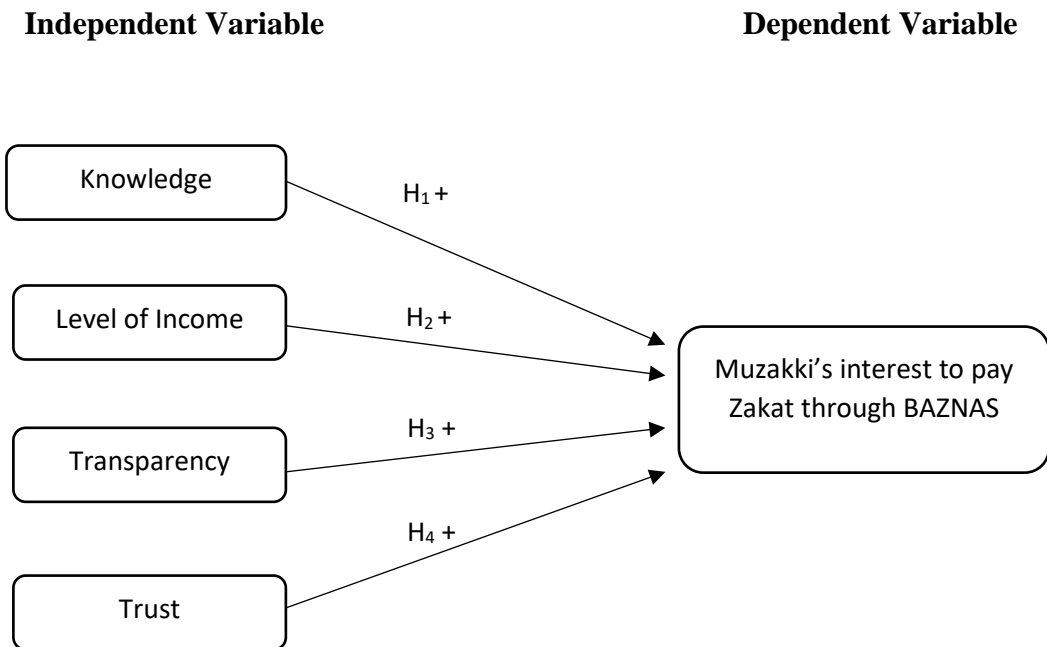 Independent Variable
Dependent Variable
Knowledge
H₁ +
Level of Income
H₂ +
Muzakki’s interest to pay
Zakat through BAZNAS
Transparency
H₃ +
H₄ +
Trust